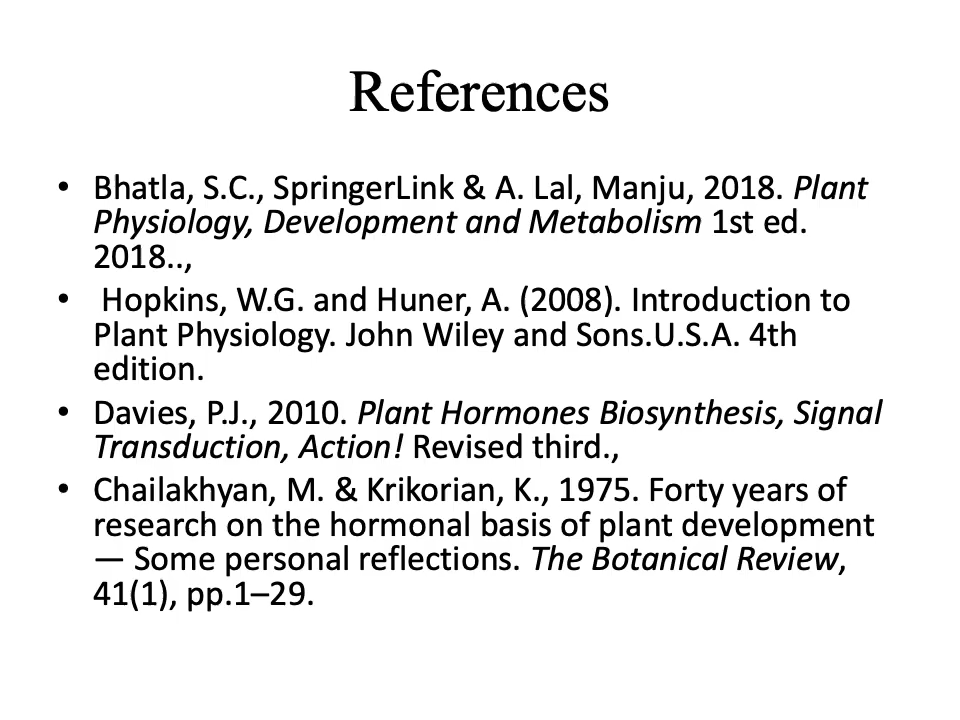 References
• Bhatla, S.C., SpringerLink & A. Lal, Manju, 2018. Plant
Physiology, Development and Metabolism 1st ed.
2018..,
• Hopkins, W.G. and Huner, A. (2008). Introduction to
Plant Physiology. John Wiley and Sons.U.S.A. 4th
edition.
• Davies, P.J., 2010. Plant Hormones Biosynthesis, Signal
Transduction, Action! Revised third.,
• Chailakhyan, M. & Krikorian, K., 1975. Forty years of
research on the hormonal basis of plant development
— Some personal reflections. The Botanical Review,
41(1), pp.1–29.